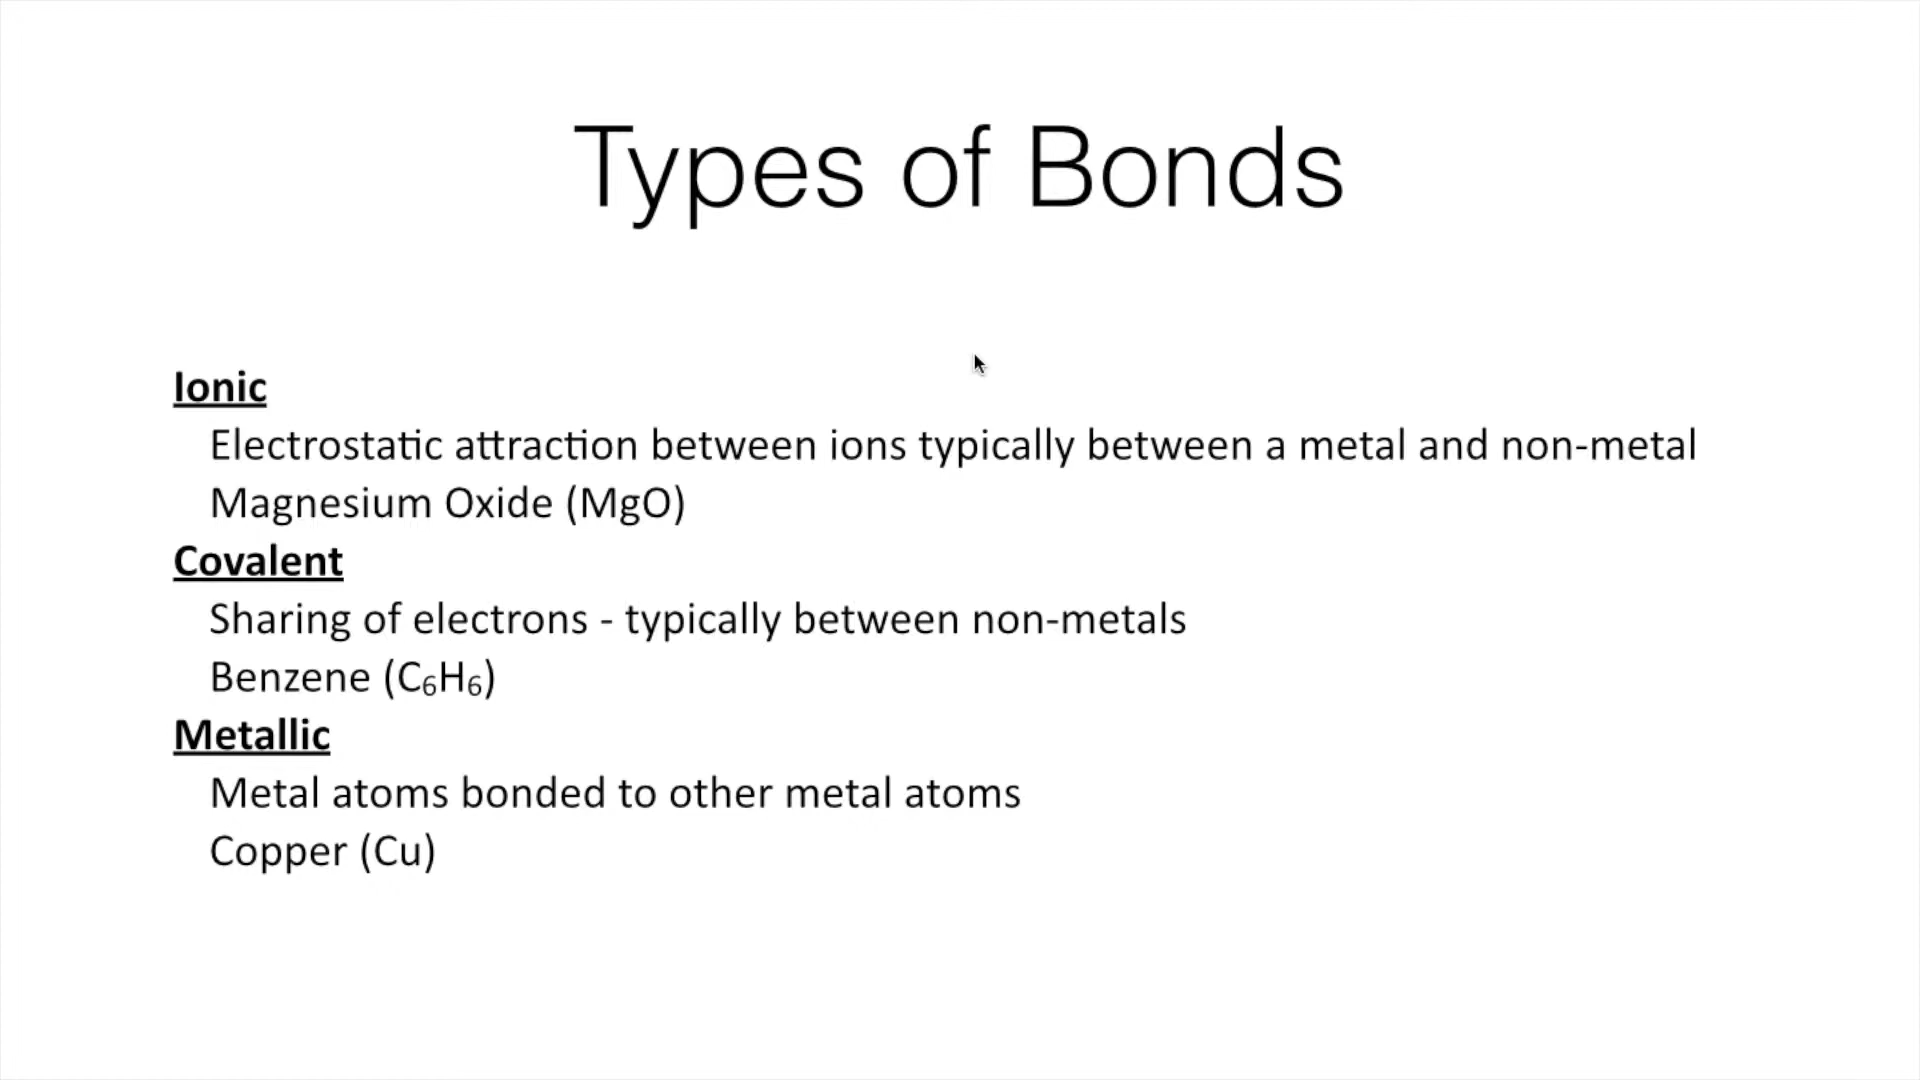 Types of Bonds
Ionic
Electrostatic attraction between ions typically between a metal and non-metal
Magnesium Oxide (MgO)
Covalent
Sharing of electrons - typically between non-metals
Benzene (C₆H₆)
Metallic
Metal atoms bonded to other metal atoms
Copper (Cu)